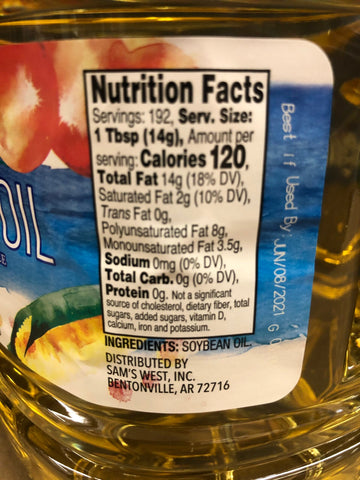 Nutrition Facts
Servings: 192, Serv. Size:
1 Tbsp (14g), Amount per
serving: Calories 120,
Total Fat 14g (18% DV),
Saturated Fat 2g (10% DV),
Trans Fat 0g,
Polyunsaturated Fat 8g,
Monounsaturated Fat 3.5g,
Sodium 0mg (0% DV),
Total Carb. 0g (0% DV),
Protein 0g. Not a significant
source of cholesterol, dietary fiber, total
sugars, added sugars, vitamin D,
calcium, iron and potassium.
INGREDIENTS: SOYBEAN OIL.
DISTRIBUTED BY
SAM'S WEST, INC.
BENTONVILLE, AR 72716
OIL
Best if Used By: JUN/08/2021 G